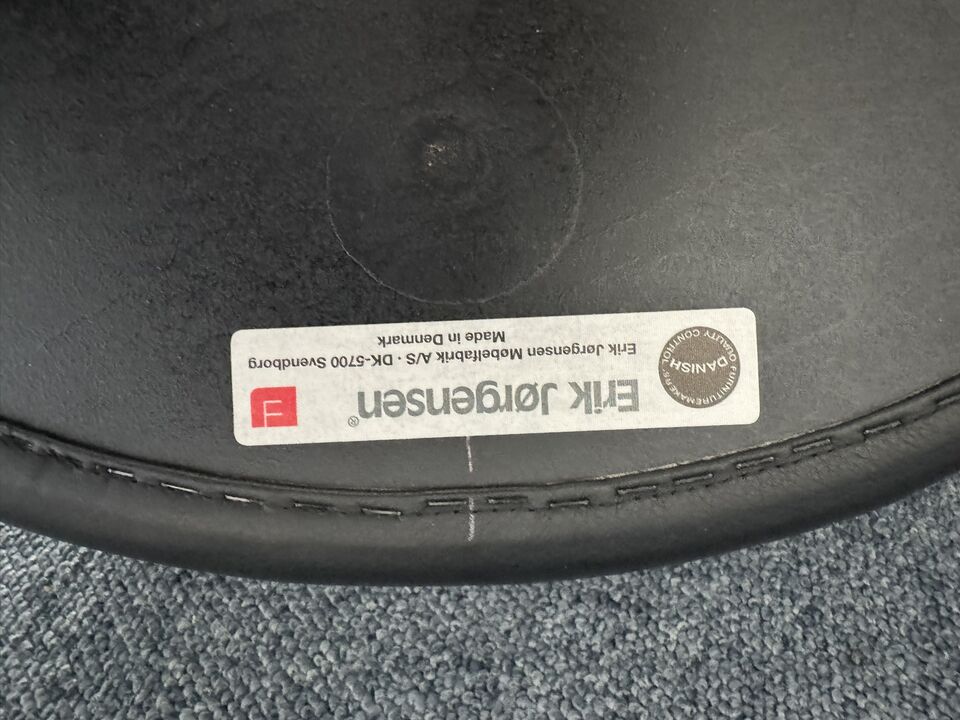 Erik Jørgensen®
Erik Jørgensen Møbelfabrik A/S · DK-5700 Svendborg
Made in Denmark
DANISH
FURNITUREMAKERS
QUALITY CONTROL